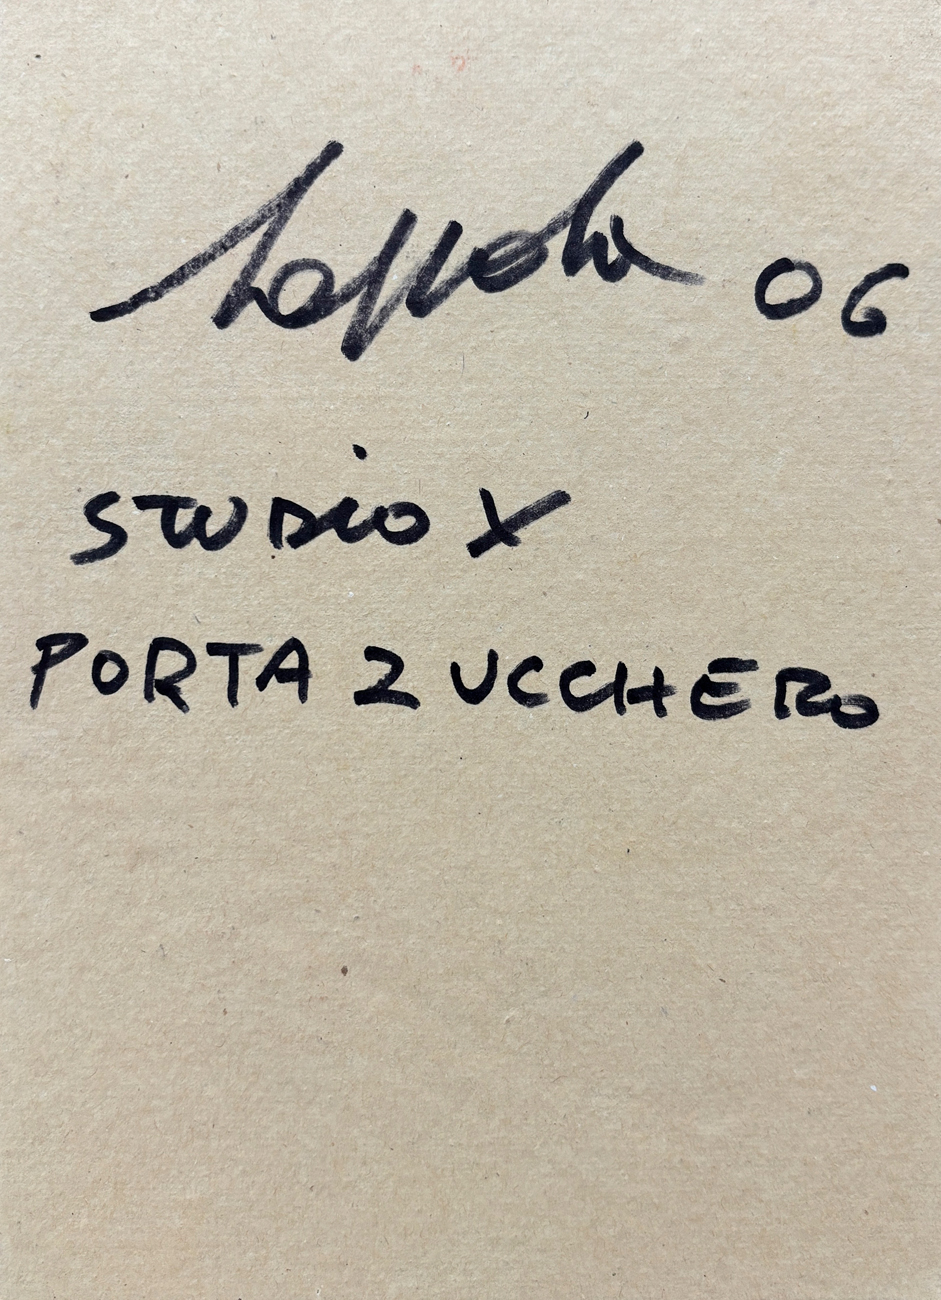 06
STUDIO X
PORTA ZUCCHERO